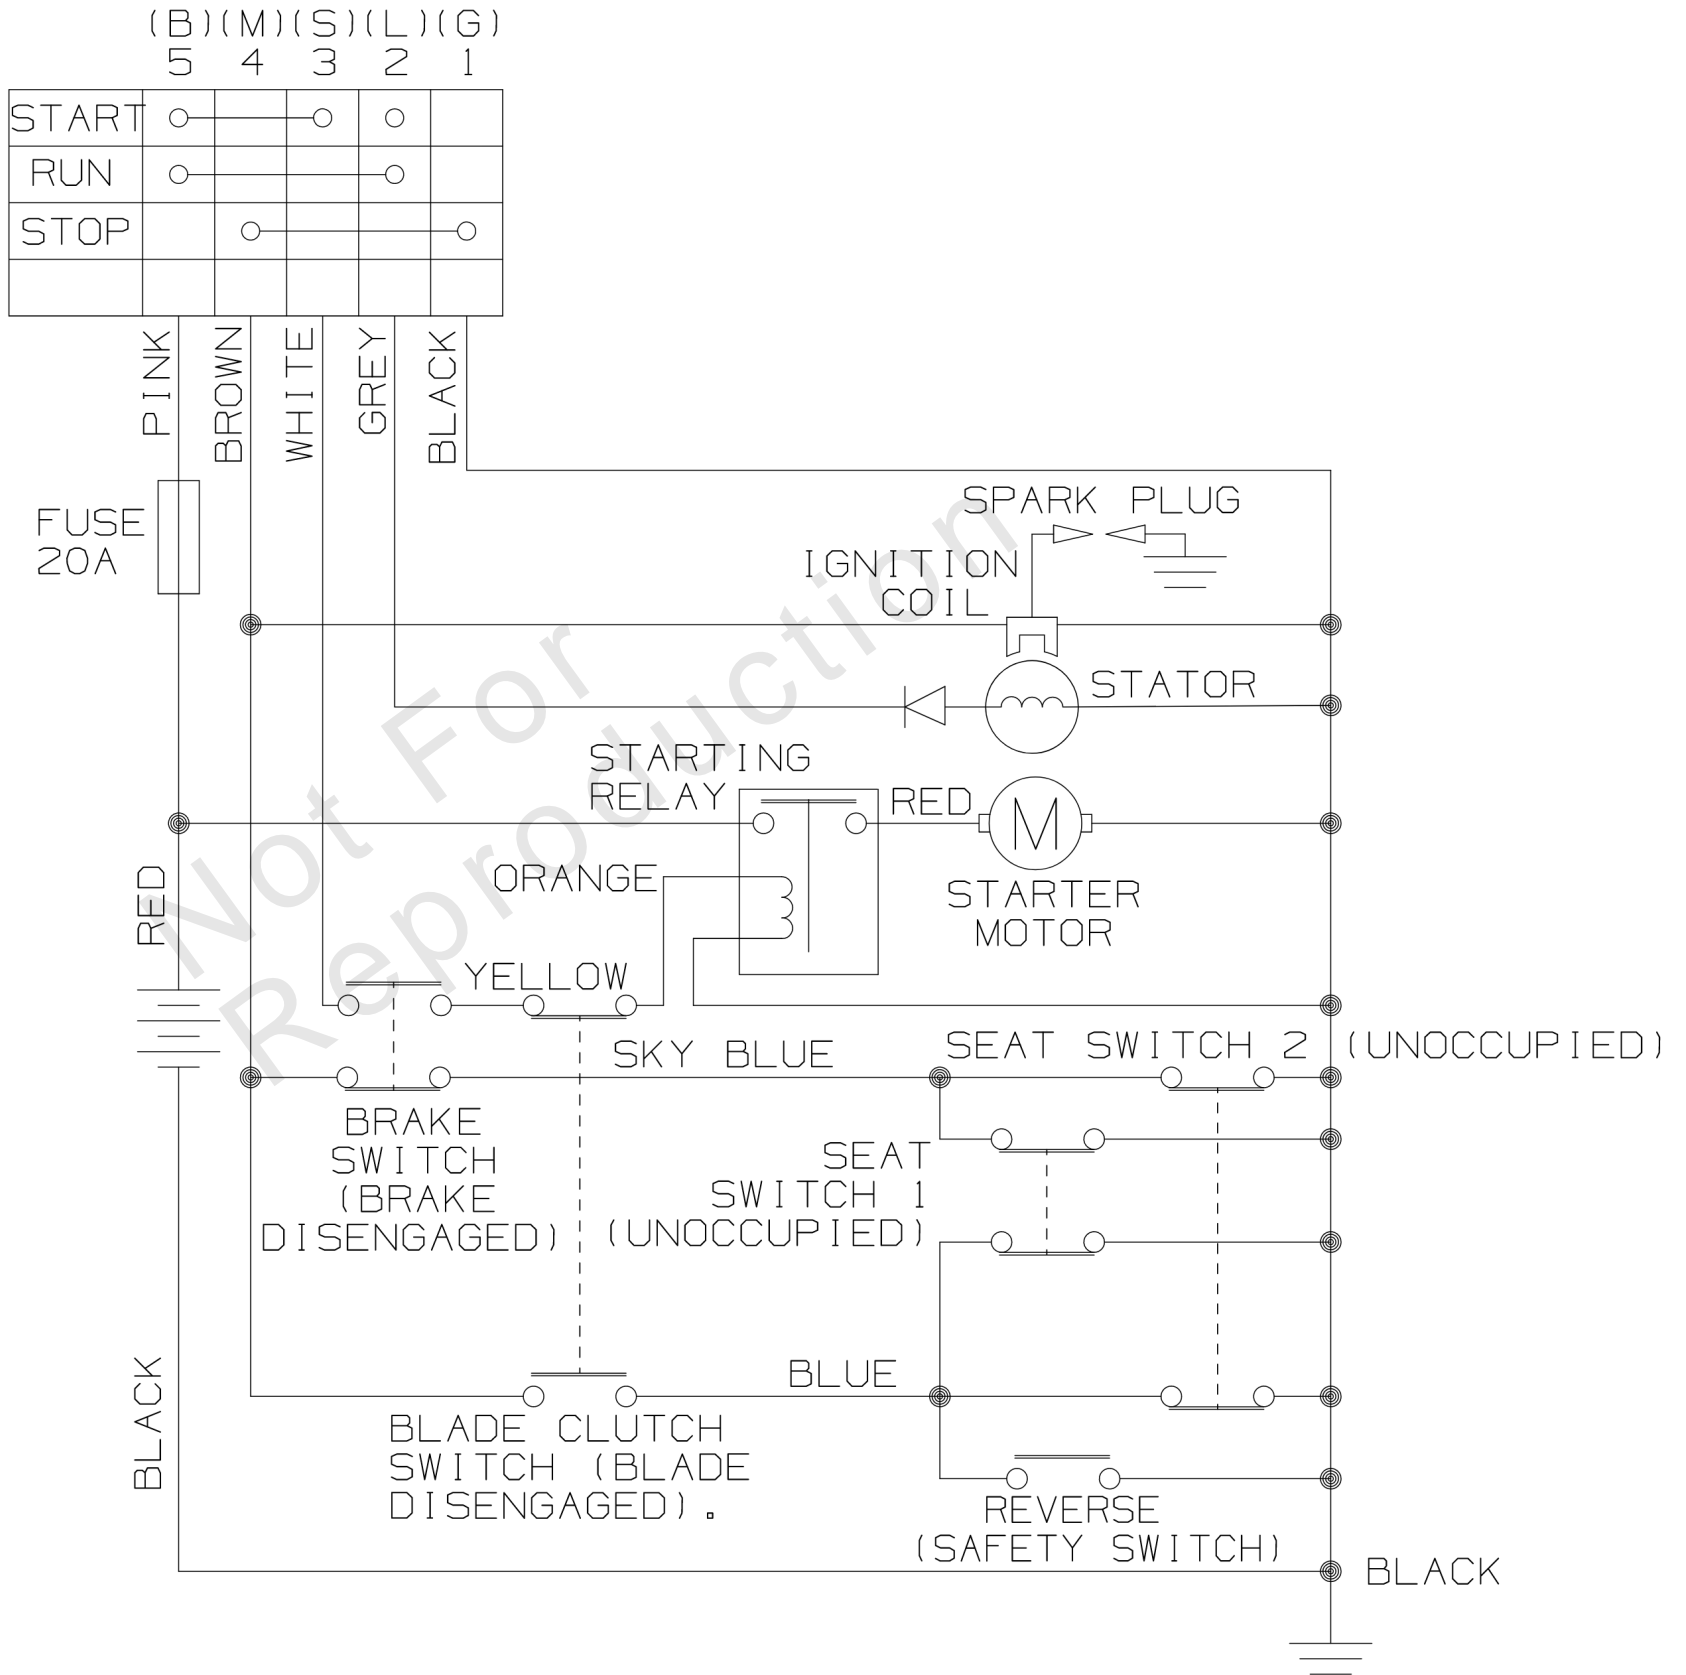 (B)(M)(S)(L)(G)
5 4 3 2 1
START
RUN
STOP
PINK
BROWN
WHITE
GREY
BLACK
FUSE
20A
SPARK PLUG
IGNITION
COIL
STATOR
STARTING
RELAY
RED
M
STARTER
MOTOR
ORANGE
RED
YELLOW
SKY BLUE
SEAT SWITCH 2 (UNOCCUPIED)
BRAKE
SWITCH
(BRAKE
DISENGAGED)
SEAT
SWITCH 1
(UNOCCUPIED)
BLUE
BLACK
BLADE CLUTCH
SWITCH (BLADE
DISENGAGED).
REVERSE
(SAFETY SWITCH)
BLACK
Not For
Reproduction